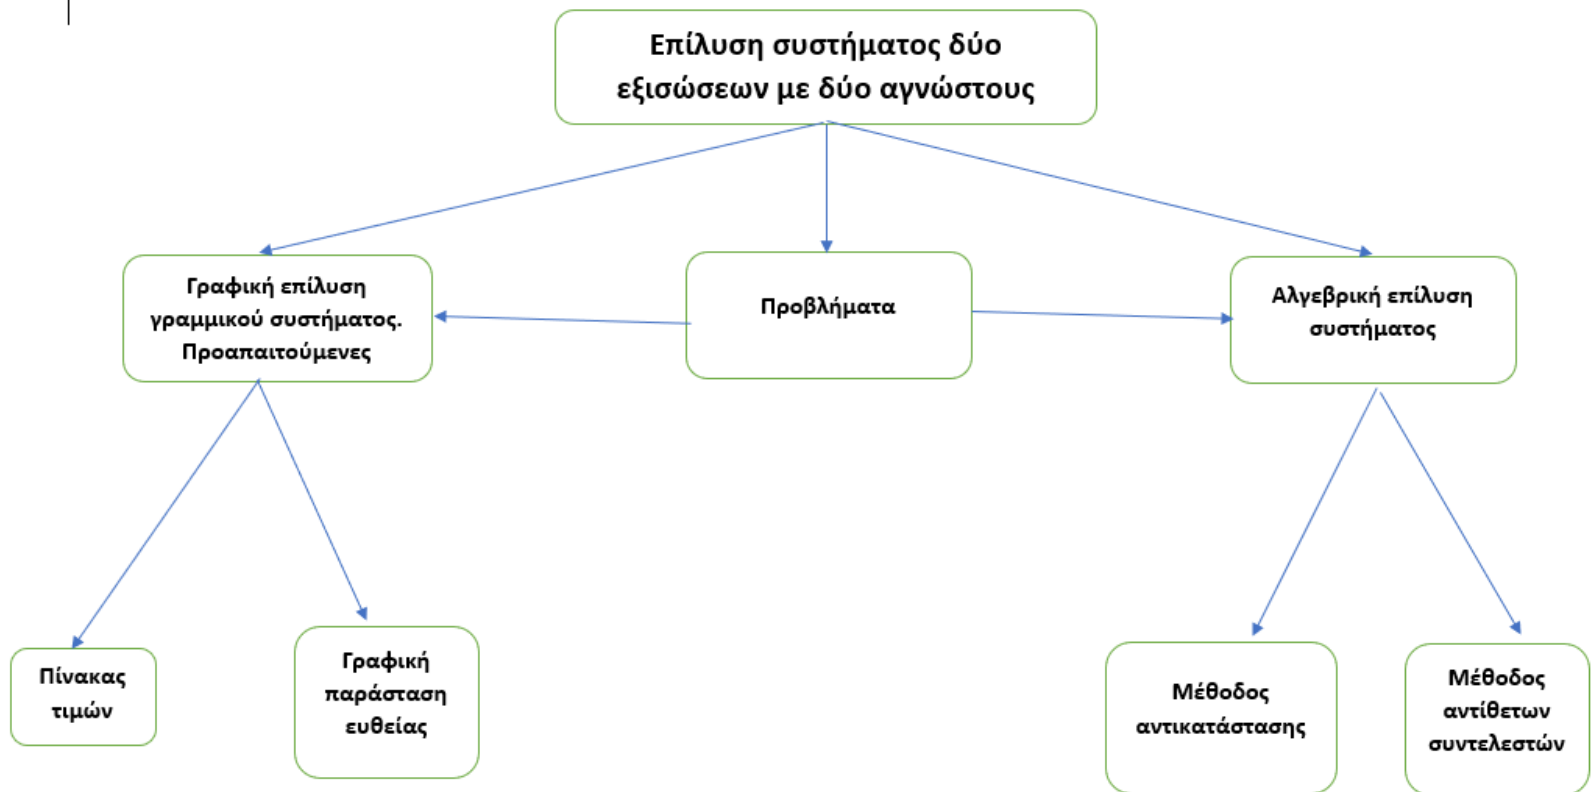 Επίλυση συστήματος δύο
εξισώσεων με δύο αγνώστους
Γραφική επίλυση
γραμμικού συστήματος.
Προαπαιτούμενες
Προβλήματα
Αλγεβρική επίλυση
συστήματος
Πίνακας
τιμών
Γραφική
παράσταση
ευθείας
Μέθοδος
αντικατάστασης
Μέθοδος
αντίθετων
συντελεστών